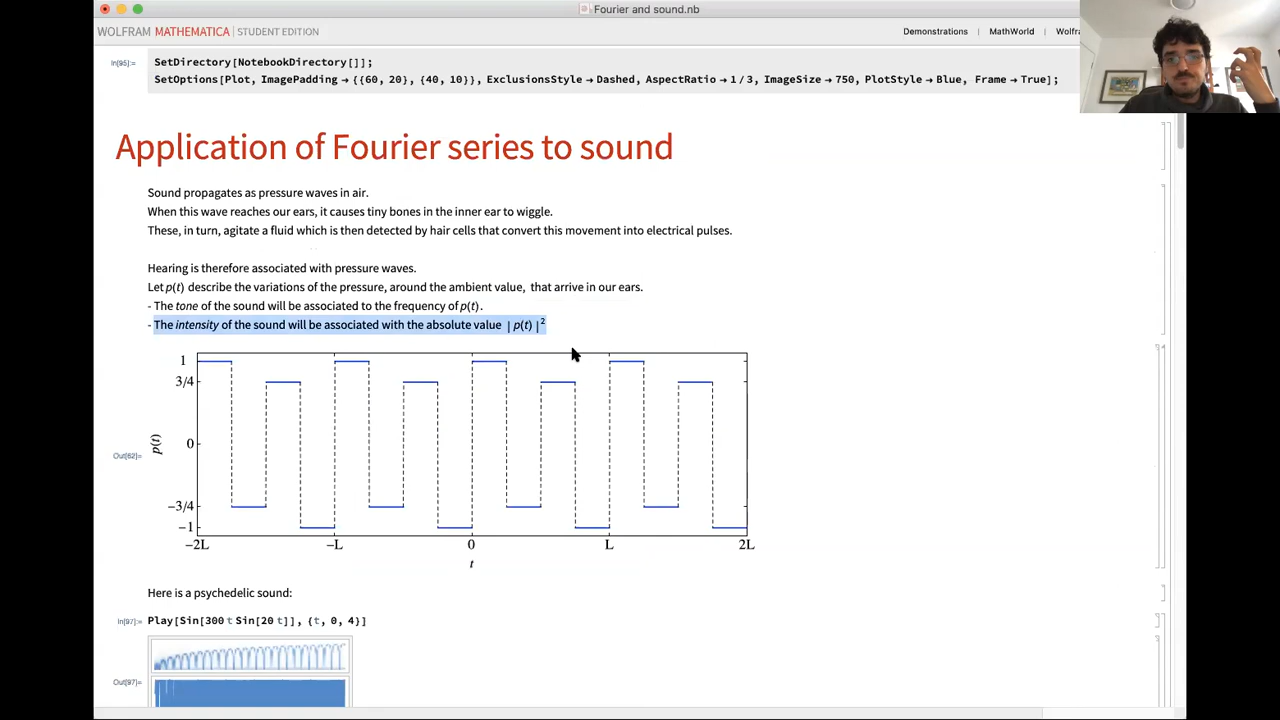 Fourier and sound.nb
WOLFRAM MATHEMATICA | STUDENT EDITION
Demonstrations | MathWorld |
In[95]:= SetDirectory[NotebookDirectory[]];
SetOptions[Plot, ImagePadding → {{60, 20}, {40, 10}}, ExclusionsStyle → Dashed, AspectRatio → 1 / 3, ImageSize → 750, PlotStyle → Blue, Frame → True];
Application of Fourier series to sound
Sound propagates as pressure waves in air.
When this wave reaches our ears, it causes tiny bones in the inner ear to wiggle.
These, in turn, agitate a fluid which is then detected by hair cells that convert this movement into electrical pulses.
Hearing is therefore associated with pressure waves.
Let p(t) describe the variations of the pressure, around the ambient value, that arrive in our ears.
- The tone of the sound will be associated to the frequency of p(t).
- The intensity of the sound will be associated with the absolute value | p(t) |²
1
3/4
0
-3/4
-1
p(t)
Out[62]=
-2L -L 0 L 2L
t
Here is a psychedelic sound:
In[97]:= Play[Sin[300 t Sin[20 t]], {t, 0, 4}]
Out[97]=